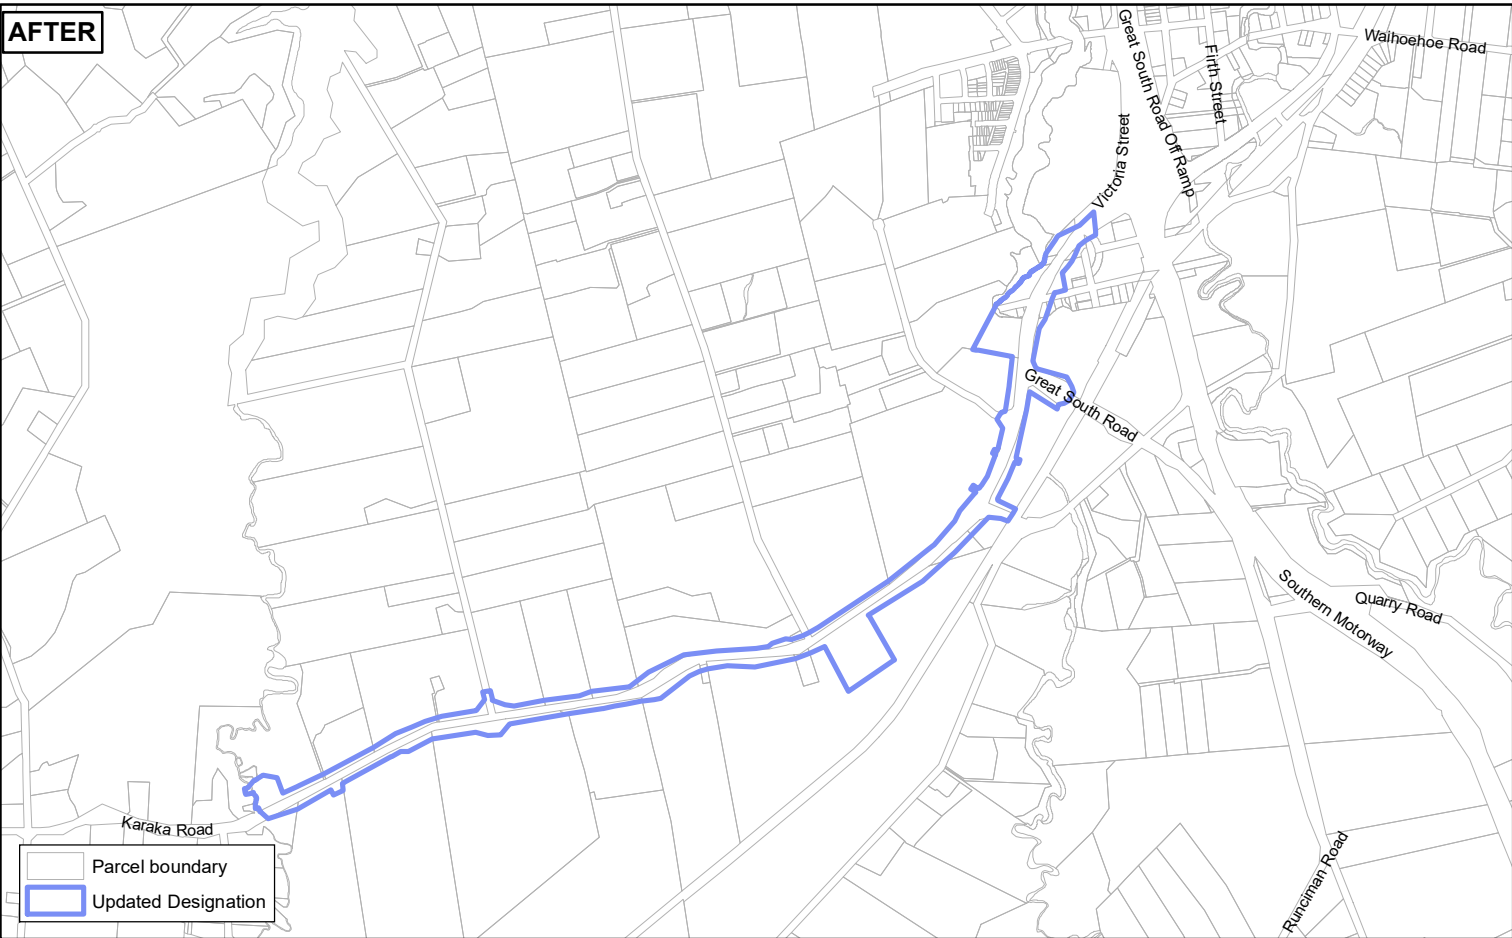 AFTER
Great South Road Off Ramp
Firth Street
Waihoehoe Road
Victoria Street
Great South Road
Southern Motorway
Quarry Road
Karaka Road
Runciman Road
Parcel boundary
Updated Designation